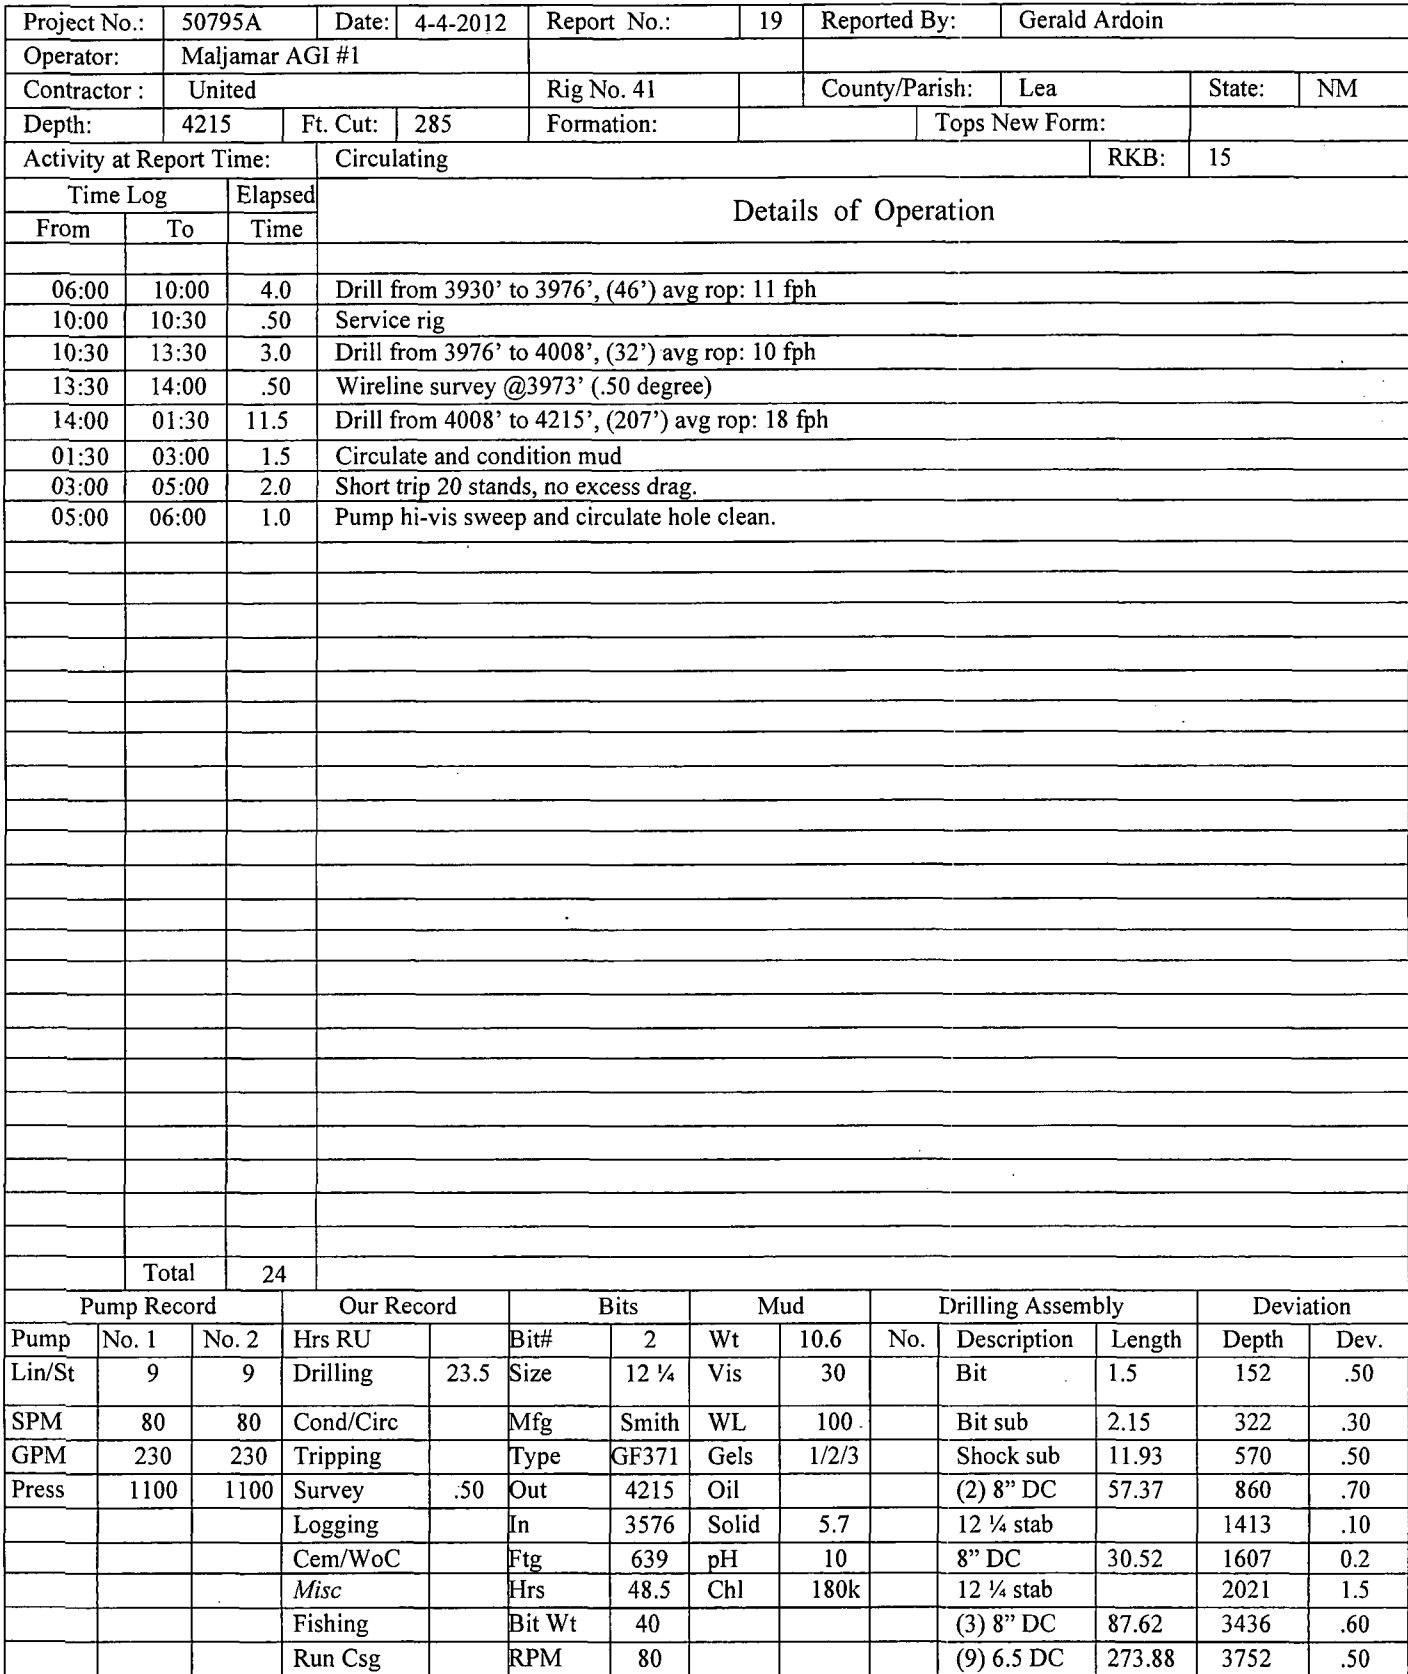 Project No.: 50795A Date: 4-4-2012 Report No.: 19 Reported By: Gerald Ardoin
Operator: Maljamar AGI #1
Contractor : United Rig No. 41 County/Parish: Lea State: NM
Depth: 4215 Ft. Cut: 285 Formation: Tops New Form:
Activity at Report Time: Circulating RKB: 15
Time Log Elapsed Details of Operation
From To Time
06:00 10:00 4.0 Drill from 3930’ to 3976’, (46’) avg rop: 11 fph
10:00 10:30 .50 Service rig
10:30 13:30 3.0 Drill from 3976’ to 4008’, (32’) avg rop: 10 fph
13:30 14:00 .50 Wireline survey @3973’ (.50 degree)
14:00 01:30 11.5 Drill from 4008’ to 4215’, (207’) avg rop: 18 fph
01:30 03:00 1.5 Circulate and condition mud
03:00 05:00 2.0 Short trip 20 stands, no excess drag.
05:00 06:00 1.0 Pump hi-vis sweep and circulate hole clean.
Total 24
Pump Record Our Record Bits Mud Drilling Assembly Deviation
Pump No. 1 No. 2 Hrs RU Bit# 2 Wt 10.6 No. Description Length Depth Dev.
Lin/St 9 9 Drilling 23.5 Size 12 ¼ Vis 30 Bit 1.5 152 .50
SPM 80 80 Cond/Circ Mfg Smith WL 100 Bit sub 2.15 322 .30
GPM 230 230 Tripping Type GF371 Gels 1/2/3 Shock sub 11.93 570 .50
Press 1100 1100 Survey .50 Out 4215 Oil (2) 8” DC 57.37 860 .70
Logging In 3576 Solid 5.7 12 ¼ stab 1413 .10
Cem/WoC Ftg 639 pH 10 8” DC 30.52 1607 0.2
Misc Hrs 48.5 Chl 180k 12 ¼ stab 2021 1.5
Fishing Bit Wt 40 (3) 8” DC 87.62 3436 .60
Run Csg RPM 80 (9) 6.5 DC 273.88 3752 .50